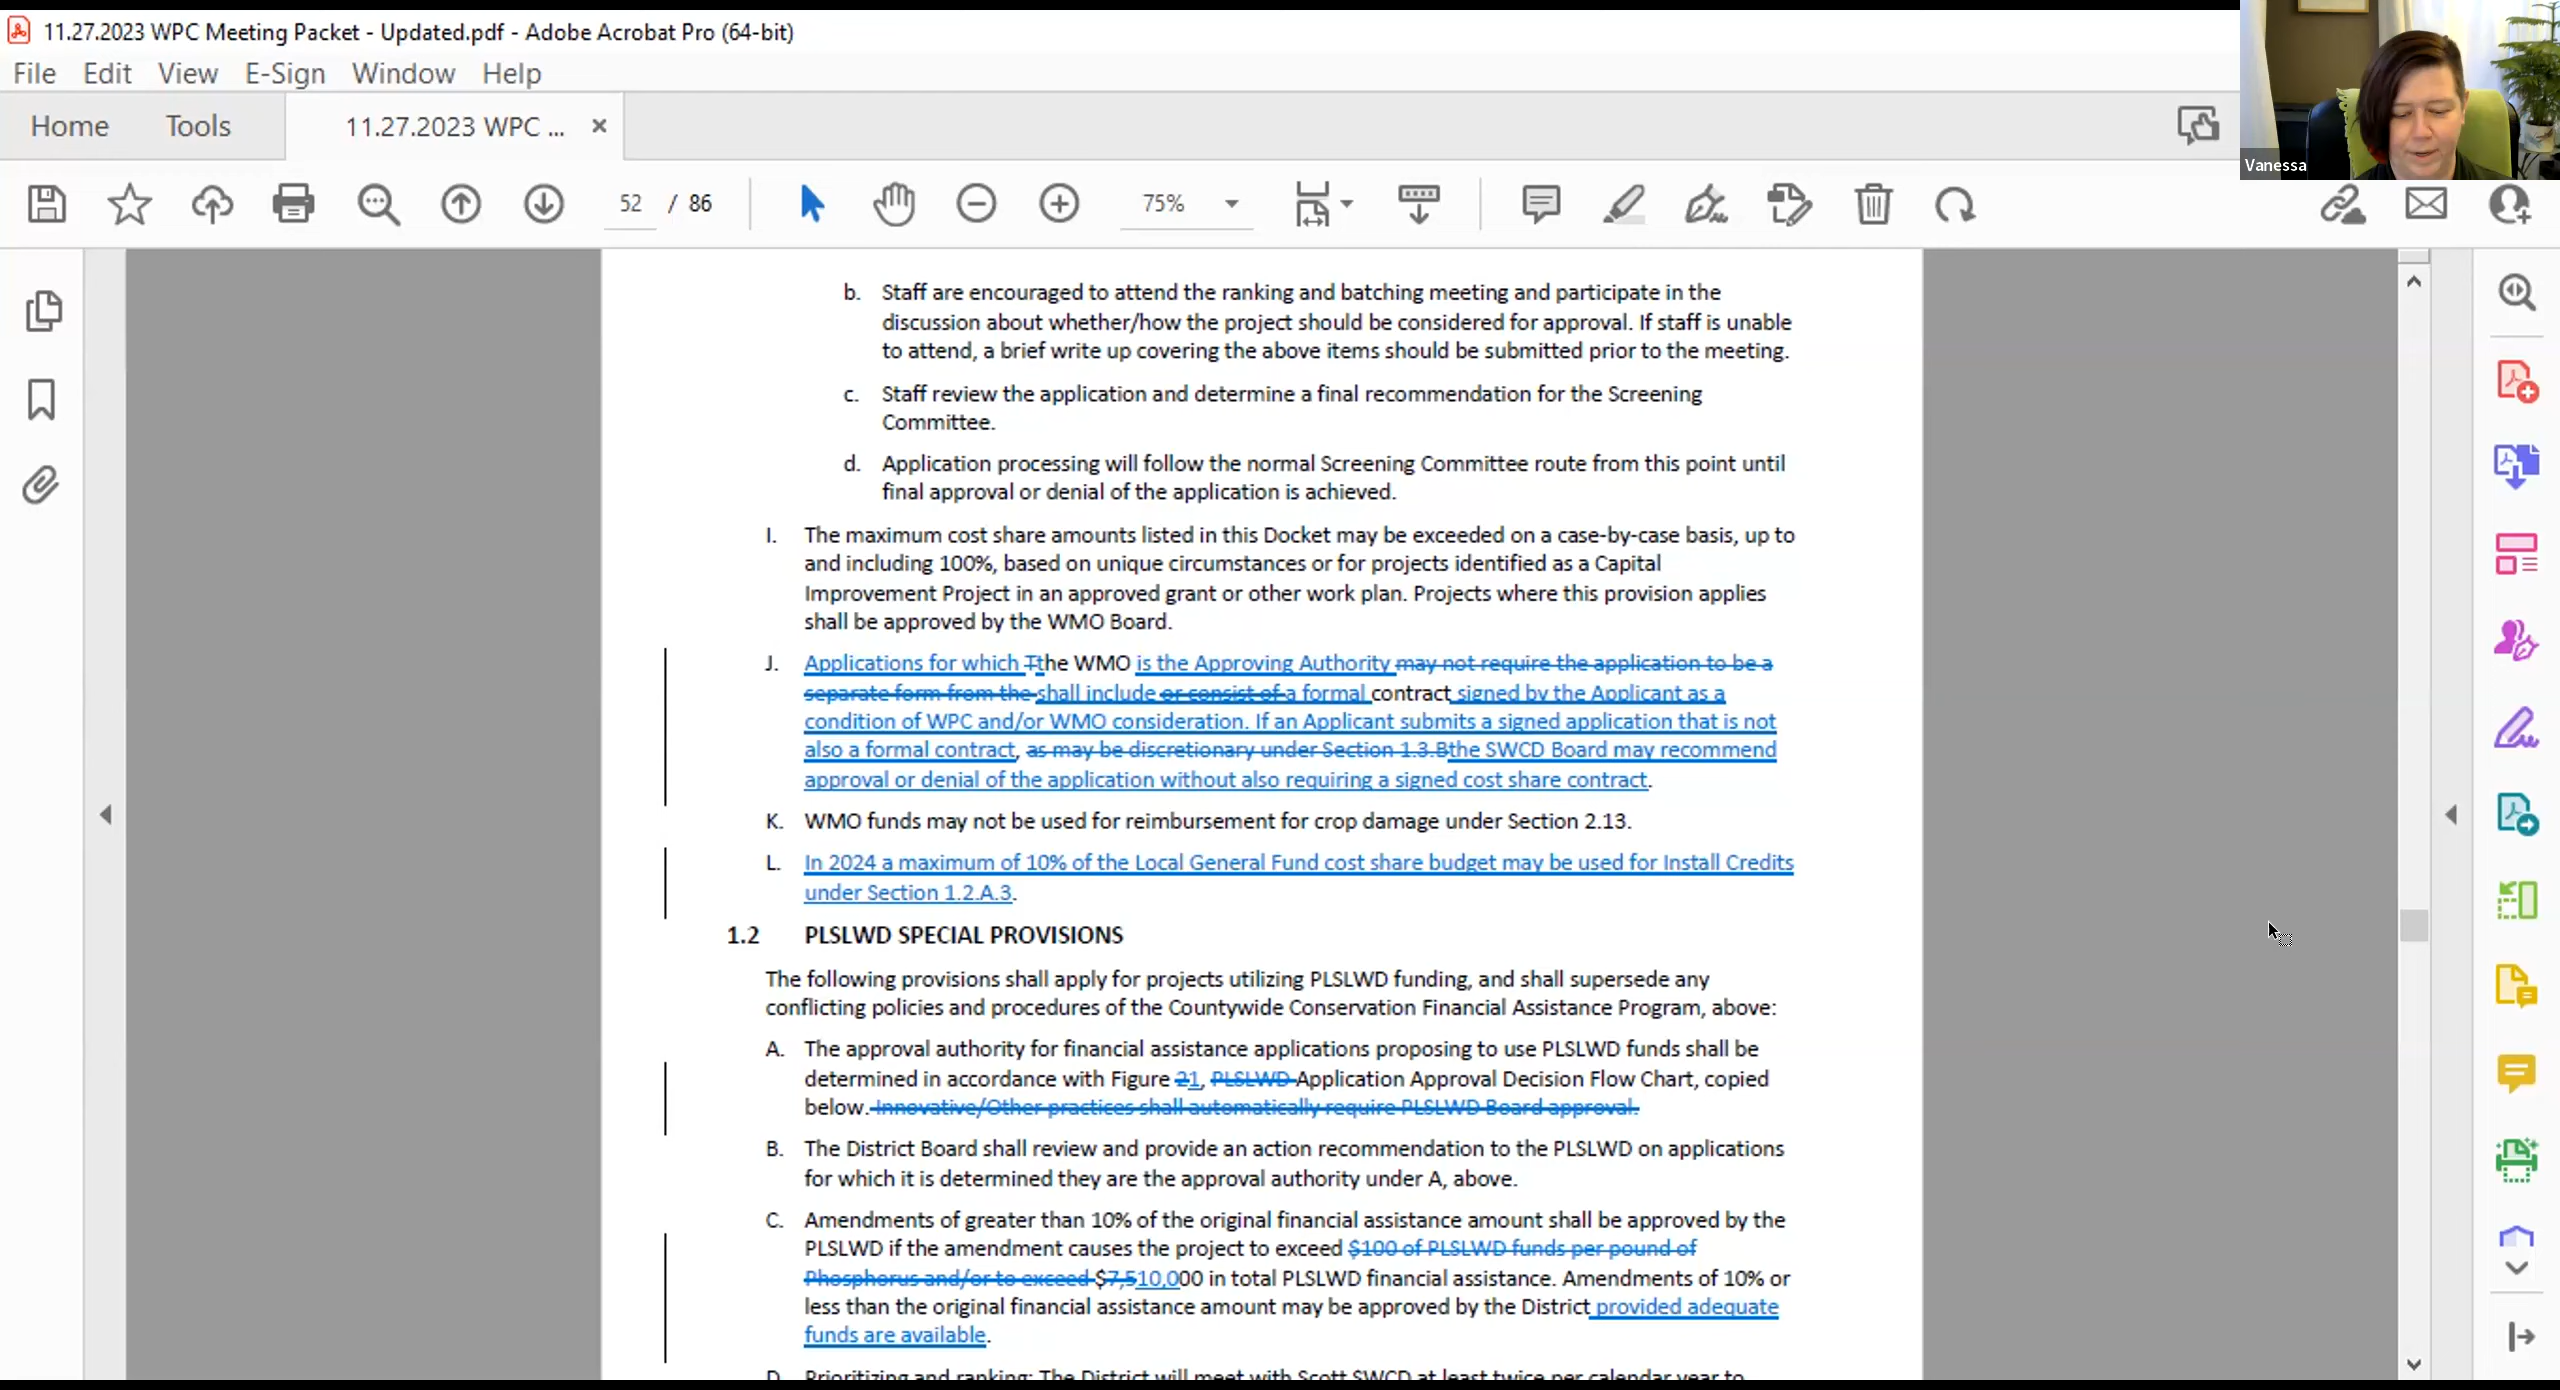 11.27.2023 WPC Meeting Packet - Updated.pdf - Adobe Acrobat Pro (64-bit)
File Edit View E-Sign Window Help
Home Tools 11.27.2023 WPC ... ×
Vanessa
52 / 86 75%
b. Staff are encouraged to attend the ranking and batching meeting and participate in the
discussion about whether/how the project should be considered for approval. If staff is unable
to attend, a brief write up covering the above items should be submitted prior to the meeting.
c. Staff review the application and determine a final recommendation for the Screening
Committee.
d. Application processing will follow the normal Screening Committee route from this point until
final approval or denial of the application is achieved.
I. The maximum cost share amounts listed in this Docket may be exceeded on a case-by-case basis, up to
and including 100%, based on unique circumstances or for projects identified as a Capital
Improvement Project in an approved grant or other work plan. Projects where this provision applies
shall be approved by the WMO Board.
J. Applications for which Tthe WMO is the Approving Authority may not require the application to be a
separate form from the shall include or consist of a formal contract signed by the Applicant as a
condition of WPC and/or WMO consideration. If an Applicant submits a signed application that is not
also a formal contract, as may be discretionary under Section 1.3.Bthe SWCD Board may recommend
approval or denial of the application without also requiring a signed cost share contract.
K. WMO funds may not be used for reimbursement for crop damage under Section 2.13.
L. In 2024 a maximum of 10% of the Local General Fund cost share budget may be used for Install Credits
under Section 1.2.A.3.
1.2 PLSLWD SPECIAL PROVISIONS
The following provisions shall apply for projects utilizing PLSLWD funding, and shall supersede any
conflicting policies and procedures of the Countywide Conservation Financial Assistance Program, above:
A. The approval authority for financial assistance applications proposing to use PLSLWD funds shall be
determined in accordance with Figure 21, PLSLWD Application Approval Decision Flow Chart, copied
below. Innovative/Other practices shall automatically require PLSLWD Board approval.
B. The District Board shall review and provide an action recommendation to the PLSLWD on applications
for which it is determined they are the approval authority under A, above.
C. Amendments of greater than 10% of the original financial assistance amount shall be approved by the
PLSLWD if the amendment causes the project to exceed $100 of PLSLWD funds per pound of
Phosphorus and/or to exceed $7,510,000 in total PLSLWD financial assistance. Amendments of 10% or
less than the original financial assistance amount may be approved by the District provided adequate
funds are available.
D. Prioritizing and ranking: The District will meet with Scott SWCD at least twice per calendar year to